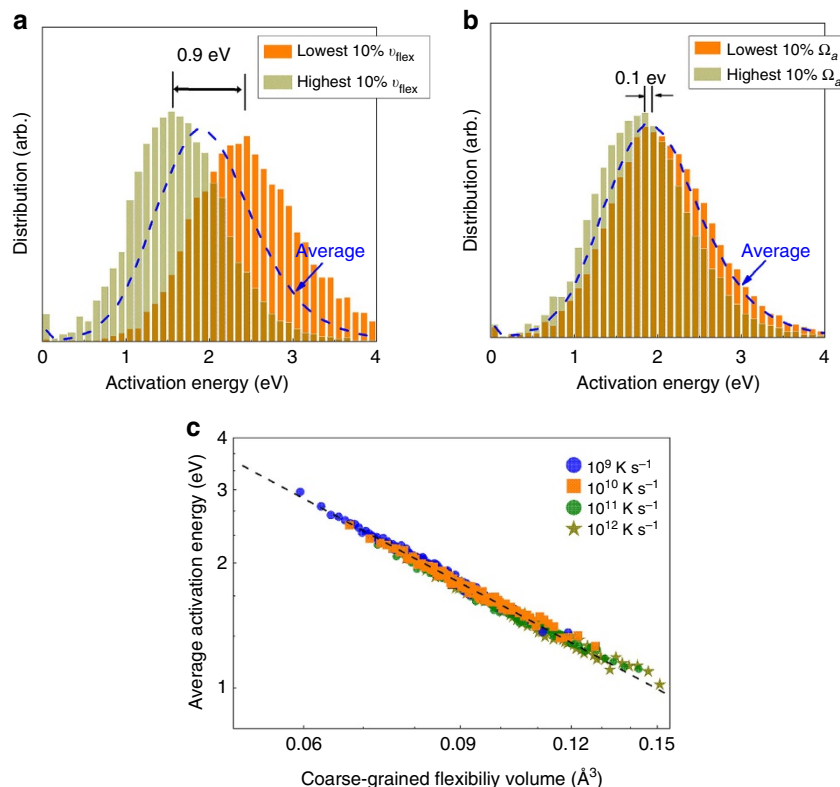 a
0.9 eV
Lowest 10% υflex
Highest 10% υflex
Distribution (arb.)
Average
0 1 2 3 4
Activation energy (eV)
b
Lowest 10% Ωa
Highest 10% Ωa
0.1 ev
Distribution (arb.)
Average
0 1 2 3 4
Activation energy (eV)
c
4
3
2
1
Average activation energy (eV)
10⁹ K s⁻¹
10¹⁰ K s⁻¹
10¹¹ K s⁻¹
10¹² K s⁻¹
0.06 0.09 0.12 0.15
Coarse-grained flexibiliy volume (Å³)